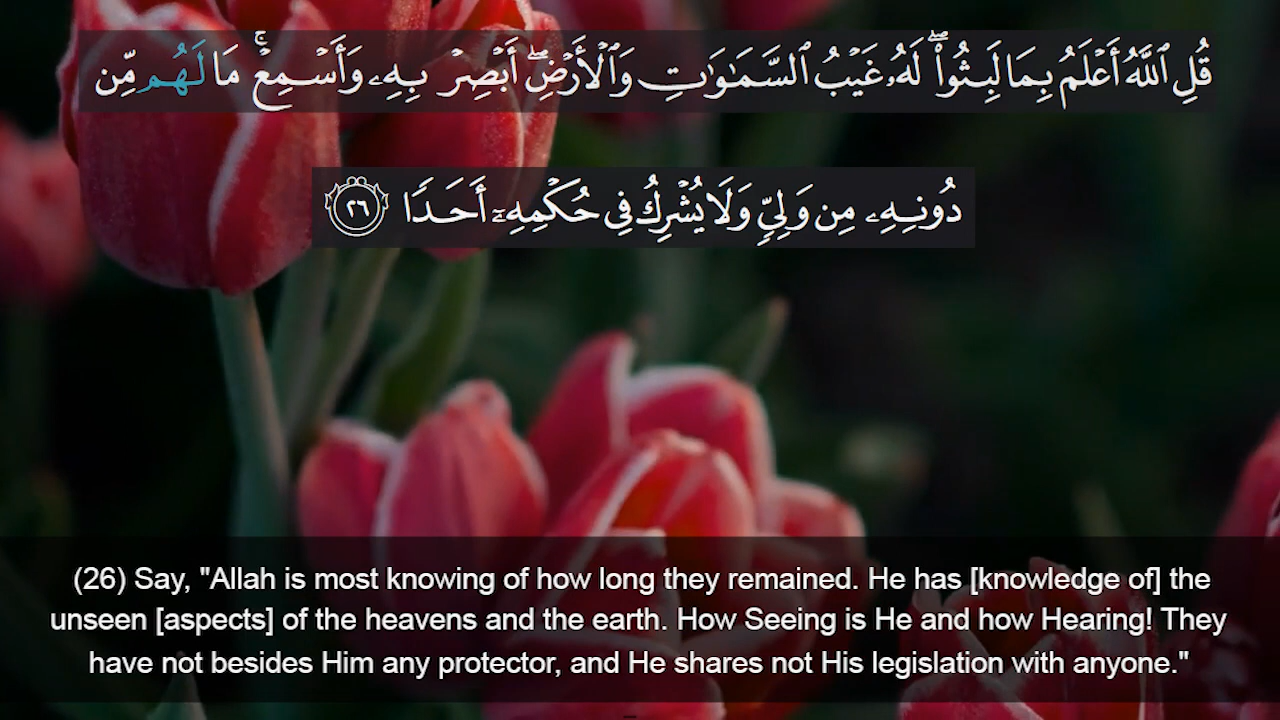 قُلِ ٱللَّهُ أَعْلَمُ بِمَا لَبِثُوا۟ ۖ لَهُۥ غَيْبُ ٱلسَّمَٰوَٰتِ وَٱلْأَرْضِ ۖ أَبْصِرْ بِهِۦ وَأَسْمِعْ ۚ مَا لَهُم مِّن
دُونِهِۦ مِن وَلِىٍّ وَلَا يُشْرِكُ فِى حُكْمِهِۦٓ أَحَدًا ٢٦
(26) Say, "Allah is most knowing of how long they remained. He has [knowledge of] the
unseen [aspects] of the heavens and the earth. How Seeing is He and how Hearing! They
have not besides Him any protector, and He shares not His legislation with anyone."